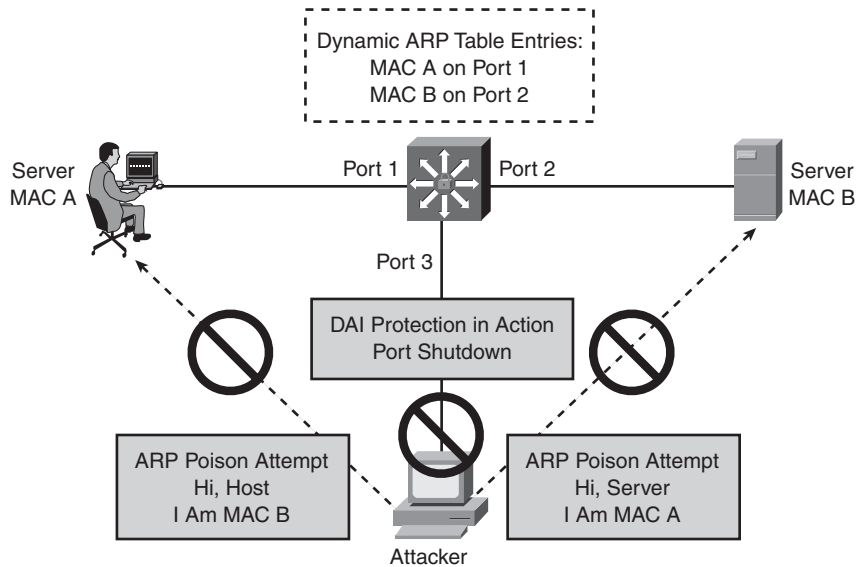 Dynamic ARP Table Entries:
MAC A on Port 1
MAC B on Port 2
Server
MAC A
Port 1
Port 2
Server
MAC B
Port 3
DAI Protection in Action
Port Shutdown
ARP Poison Attempt
Hi, Host
I Am MAC B
ARP Poison Attempt
Hi, Server
I Am MAC A
Attacker